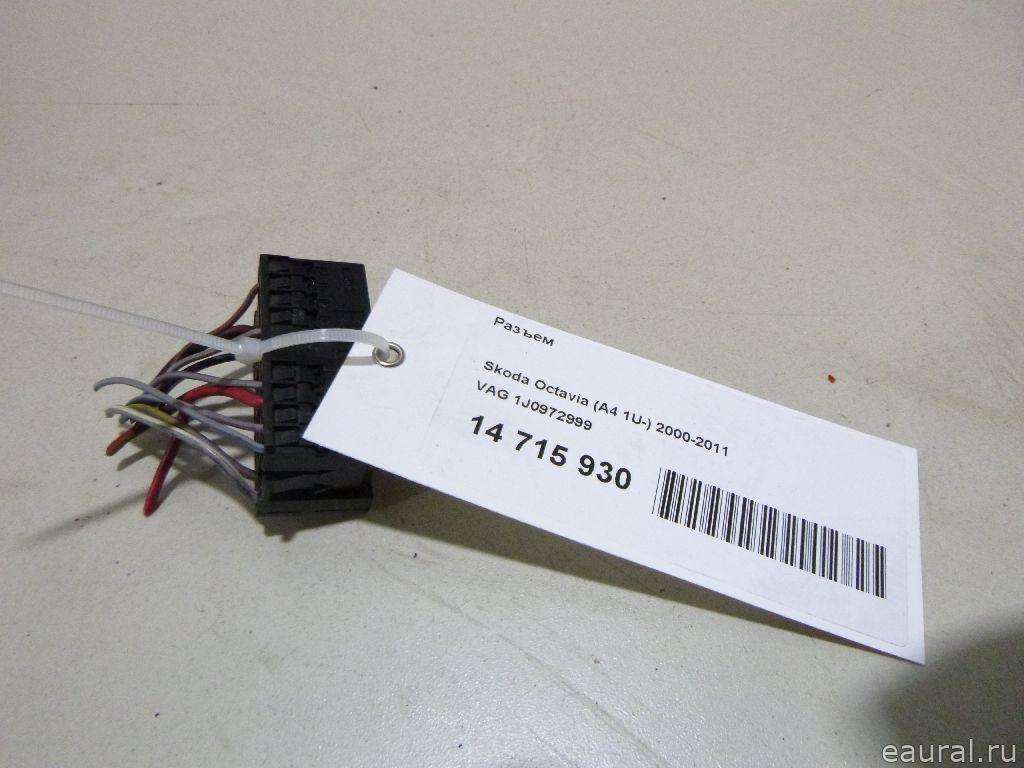 Разъем
Skoda Octavia (A4 1U-) 2000-2011
VAG 1J0972999
14 715 930
eaural.ru